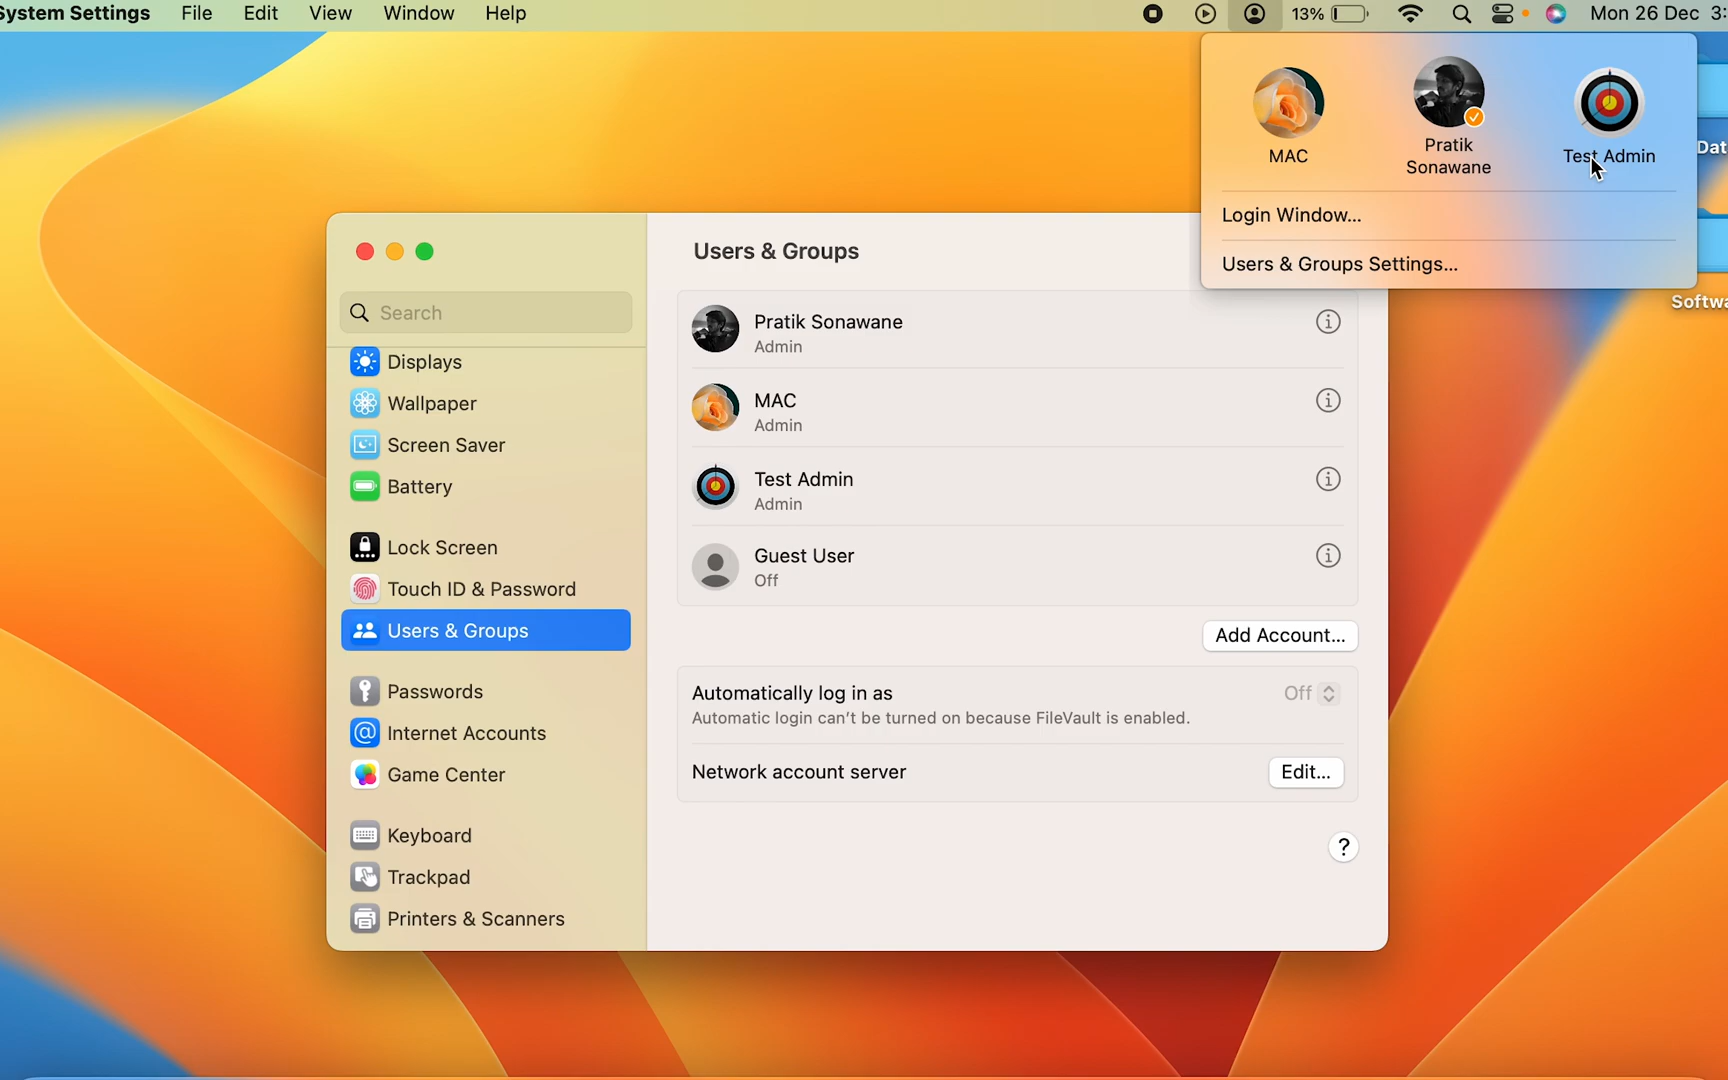 System Settings File Edit View Window Help 13% Mon 26 Dec 3:
MAC
Pratik
Sonawane
Test Admin
Login Window...
Users & Groups Settings...
Dat
Softwa
Search
Displays
Wallpaper
Screen Saver
Battery
Lock Screen
Touch ID & Password
Users & Groups
Passwords
Internet Accounts
Game Center
Keyboard
Trackpad
Printers & Scanners
Users & Groups
Pratik Sonawane
Admin
MAC
Admin
Test Admin
Admin
Guest User
Off
Add Account...
Automatically log in as Off
Automatic login can't be turned on because FileVault is enabled.
Network account server Edit...
?